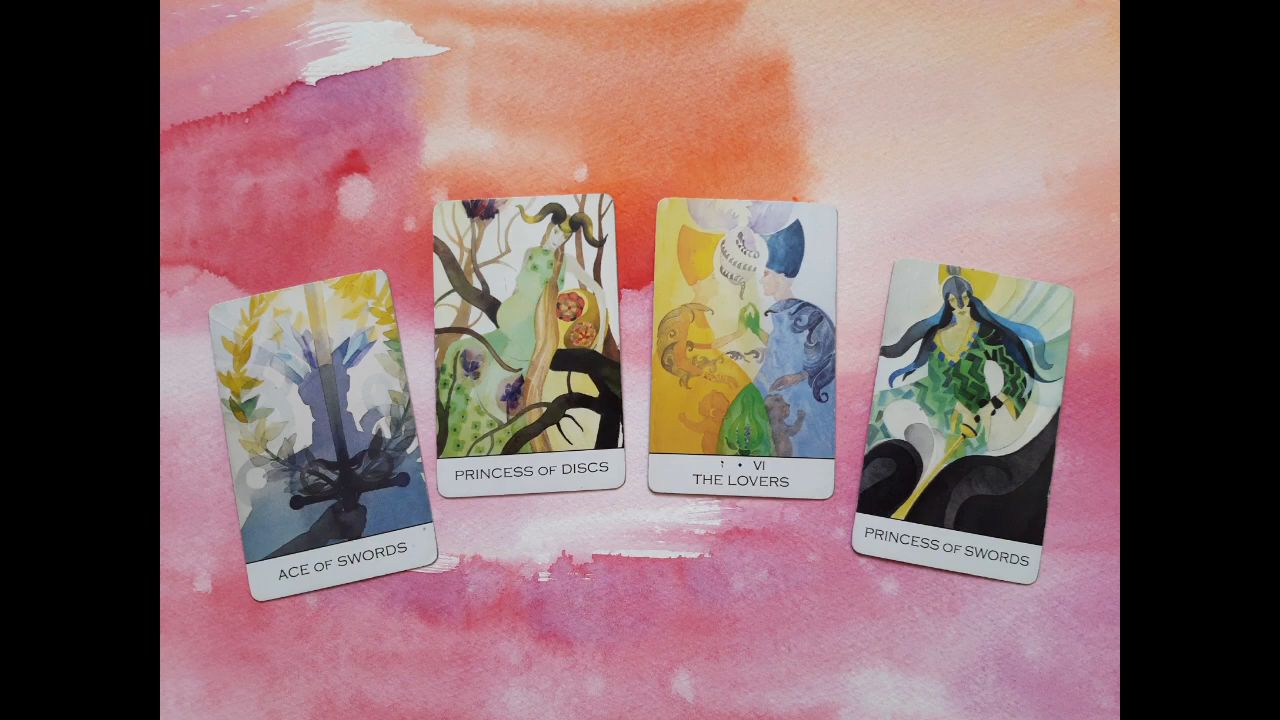 ACE OF SWORDS
PRINCESS OF DISCS
ו • VI
THE LOVERS
PRINCESS OF SWORDS